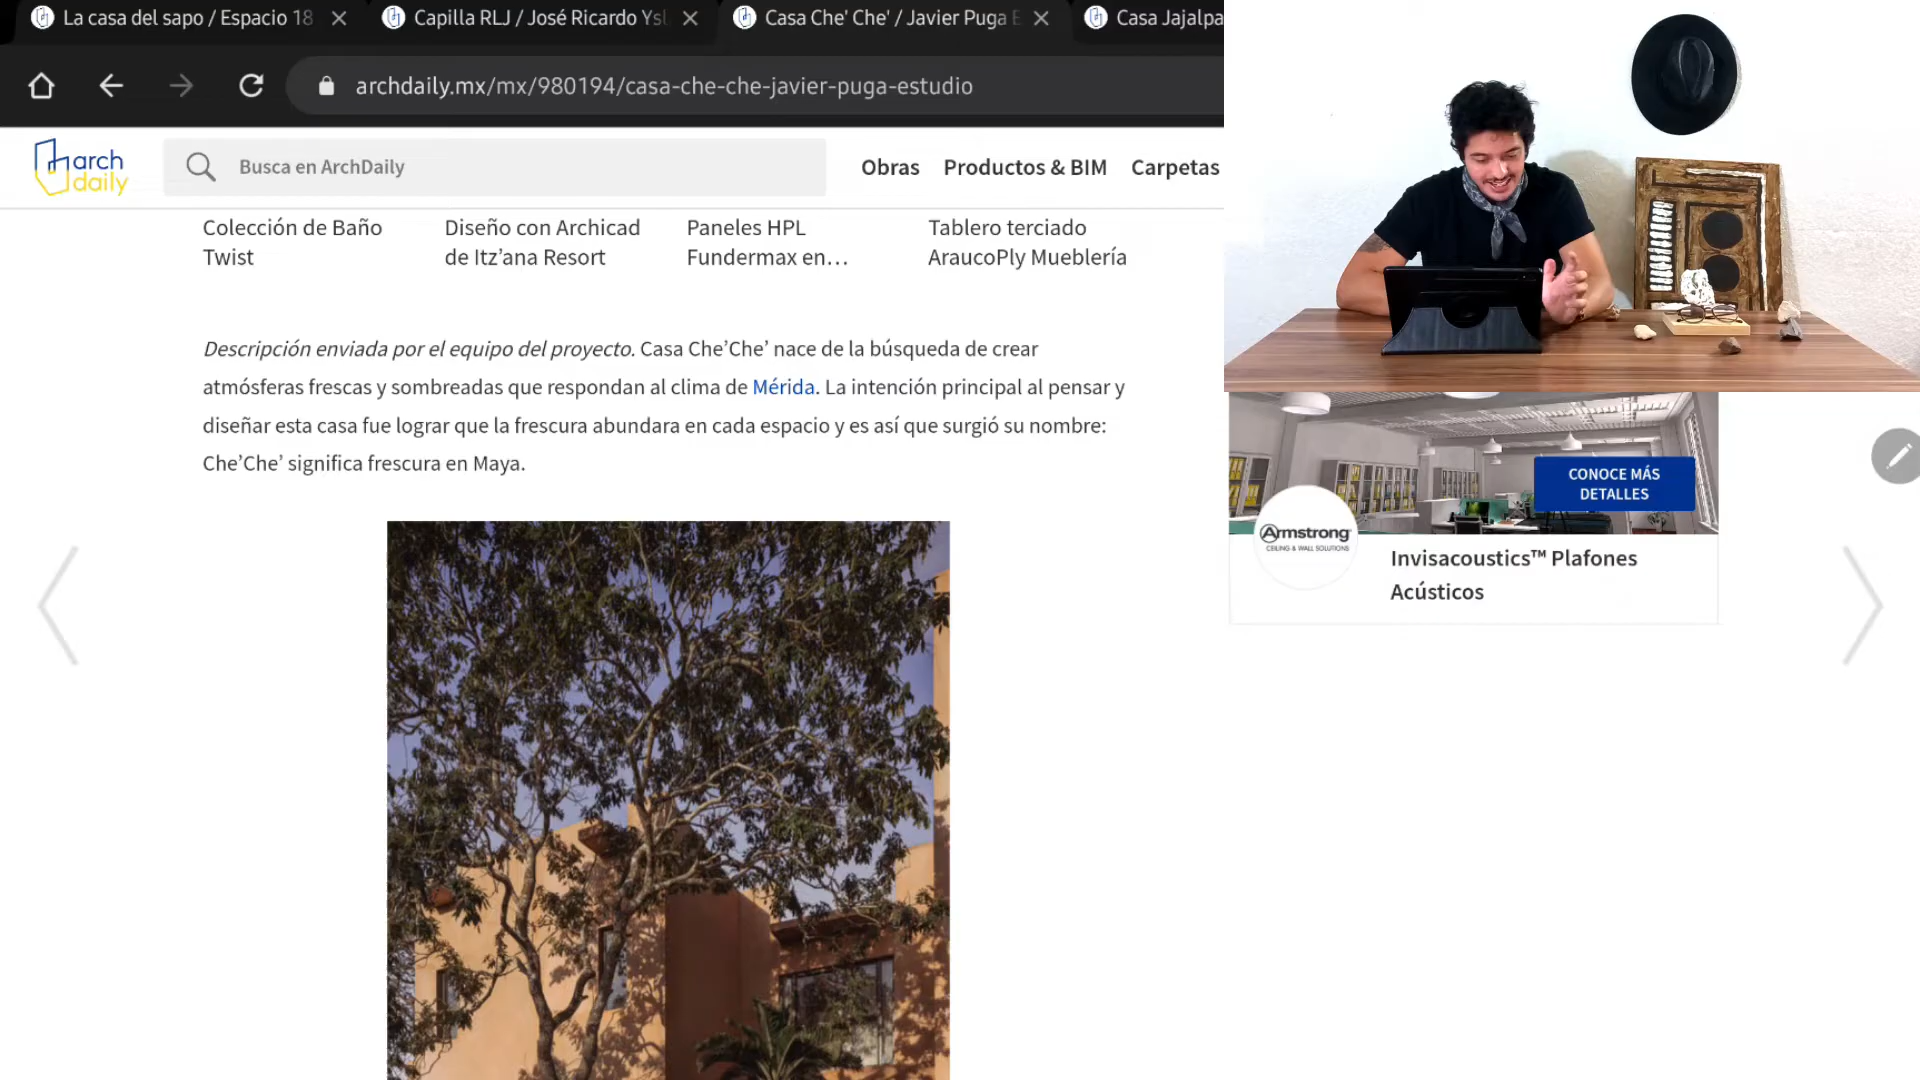 La casa del sapo / Espacio 18
Capilla RLJ / José Ricardo Ysl
Casa Che' Che' / Javier Puga E
Casa Jajalpa
archdaily.mx/mx/980194/casa-che-che-javier-puga-estudio
arch
daily
Busca en ArchDaily
Obras
Productos & BIM
Carpetas
Colección de Baño
Twist
Diseño con Archicad
de Itz’ana Resort
Paneles HPL
Fundermax en…
Tablero terciado
AraucoPly Mueblería
Descripción enviada por el equipo del proyecto. Casa Che’Che’ nace de la búsqueda de crear
atmósferas frescas y sombreadas que respondan al clima de Mérida. La intención principal al pensar y
diseñar esta casa fue lograr que la frescura abundara en cada espacio y es así que surgió su nombre:
Che’Che’ significa frescura en Maya.
CONOCE MÁS
DETALLES
Armstrong
CEILING & WALL SOLUTIONS
Invisacoustics™ Plafones
Acústicos